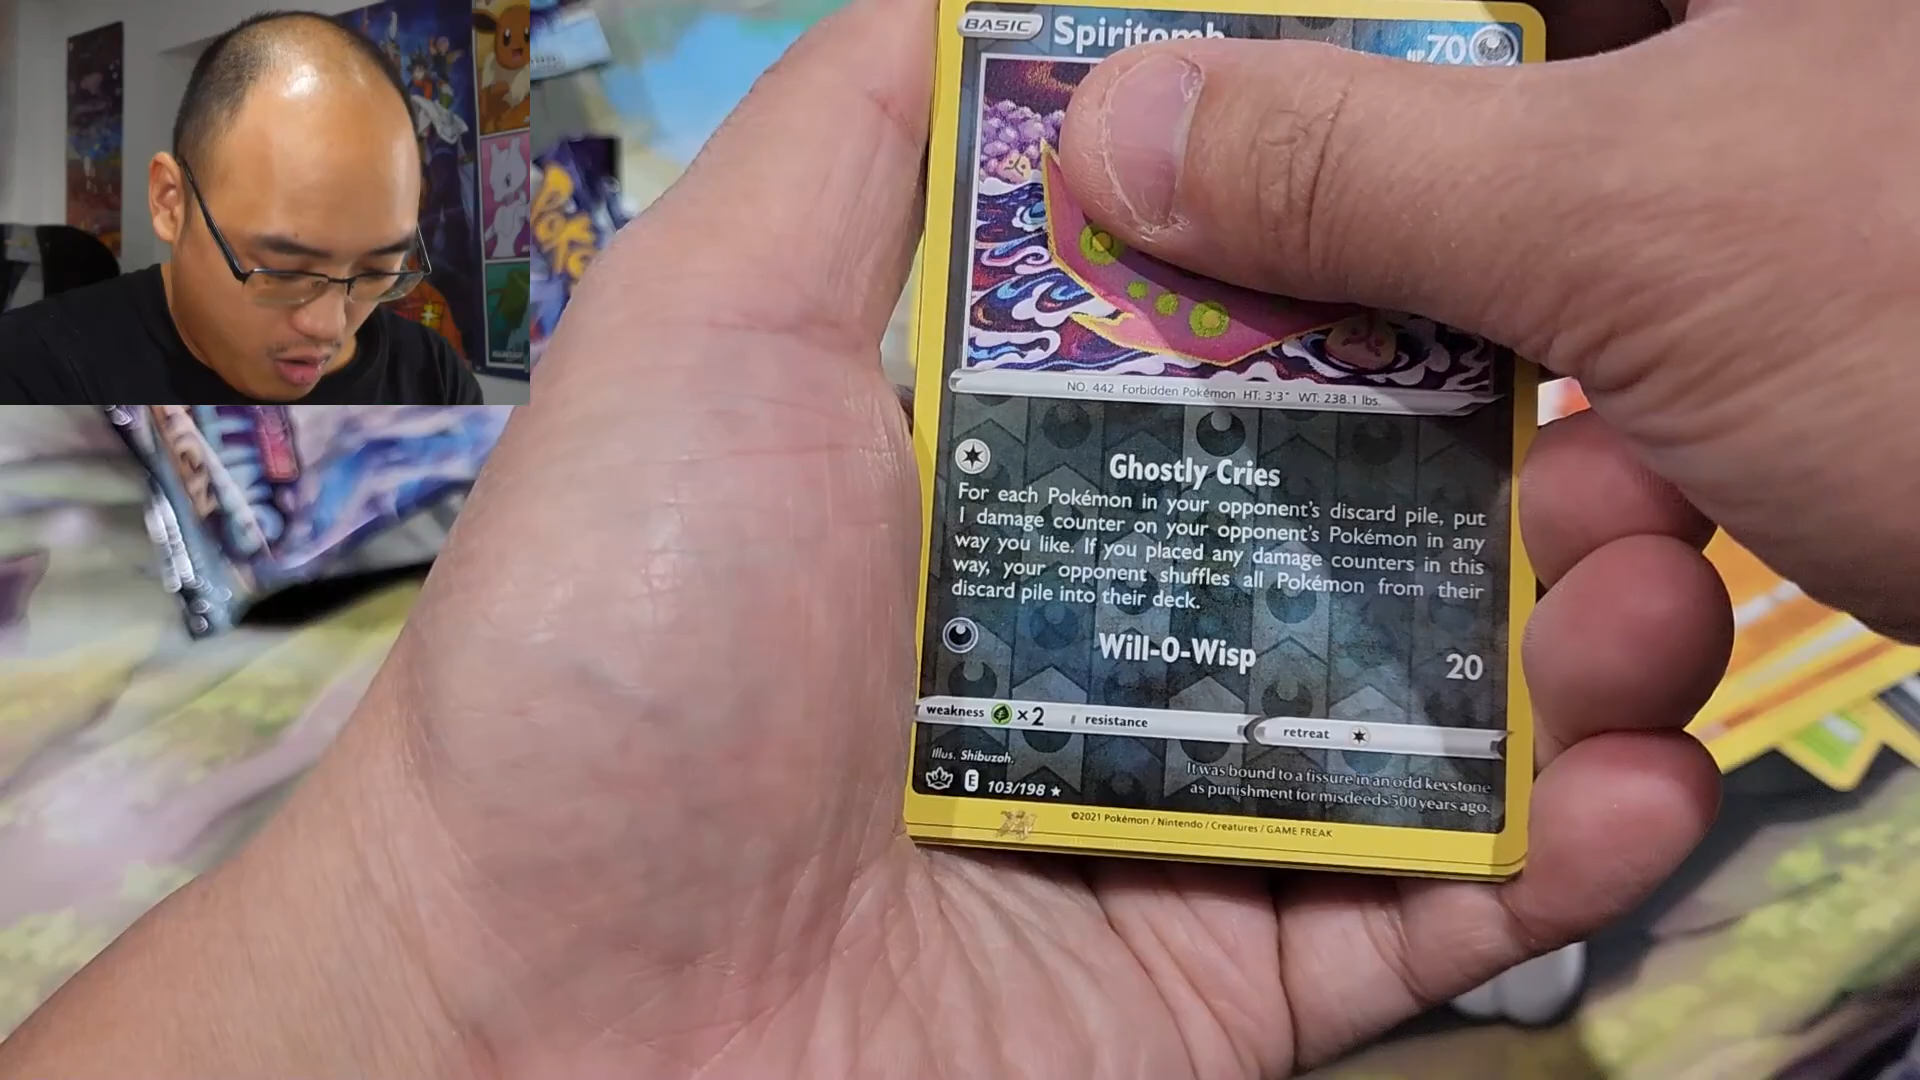 BASIC Spiritomb HP 70
NO. 442 Forbidden Pokémon HT: 3'3" WT: 238.1 lbs.
Ghostly Cries
For each Pokémon in your opponent's discard pile, put
1 damage counter on your opponent's Pokémon in any
way you like. If you placed any damage counters in this
way, your opponent shuffles all Pokémon from their
discard pile into their deck.
Will-O-Wisp 20
weakness ×2 resistance retreat
Illus. Shibuzoh.
It was bound to a fissure in an odd keystone
as punishment for misdeeds 500 years ago.
E 103/198 ★
©2021 Pokémon / Nintendo / Creatures / GAME FREAK